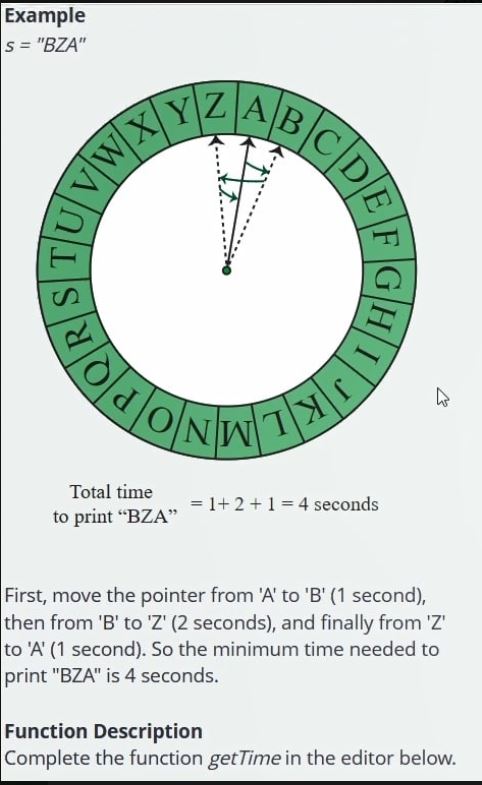 Example
s = "BZA"
A B C D E F G H I J K L M N O P Q R S T U V W X Y Z
Total time
to print “BZA” = 1+ 2 + 1 = 4 seconds
First, move the pointer from 'A' to 'B' (1 second),
then from 'B' to 'Z' (2 seconds), and finally from 'Z'
to 'A' (1 second). So the minimum time needed to
print "BZA" is 4 seconds.
Function Description
Complete the function getTime in the editor below.